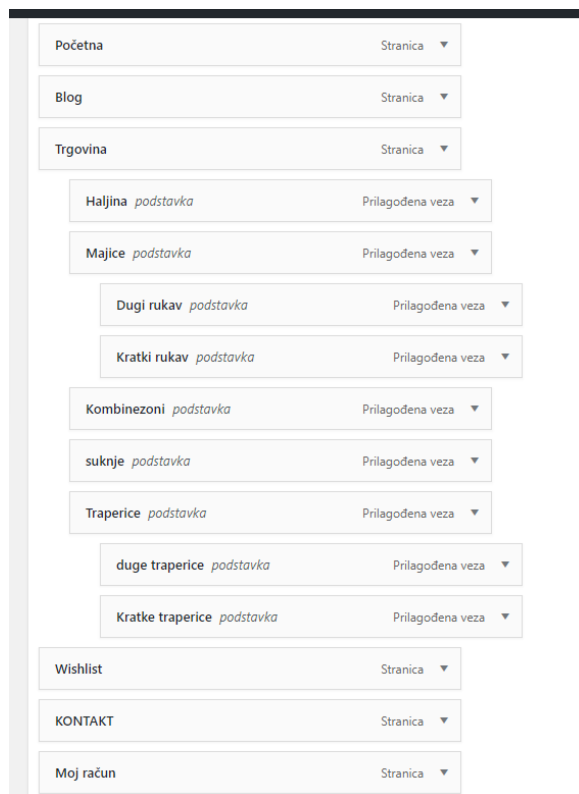 Početna Stranica
Blog Stranica
Trgovina Stranica
Haljina podstavka Prilagođena veza
Majice podstavka Prilagođena veza
Dugi rukav podstavka Prilagođena veza
Kratki rukav podstavka Prilagođena veza
Kombinezoni podstavka Prilagođena veza
suknje podstavka Prilagođena veza
Traperice podstavka Prilagođena veza
duge traperice podstavka Prilagođena veza
Kratke traperice podstavka Prilagođena veza
Wishlist Stranica
KONTAKT Stranica
Moj račun Stranica